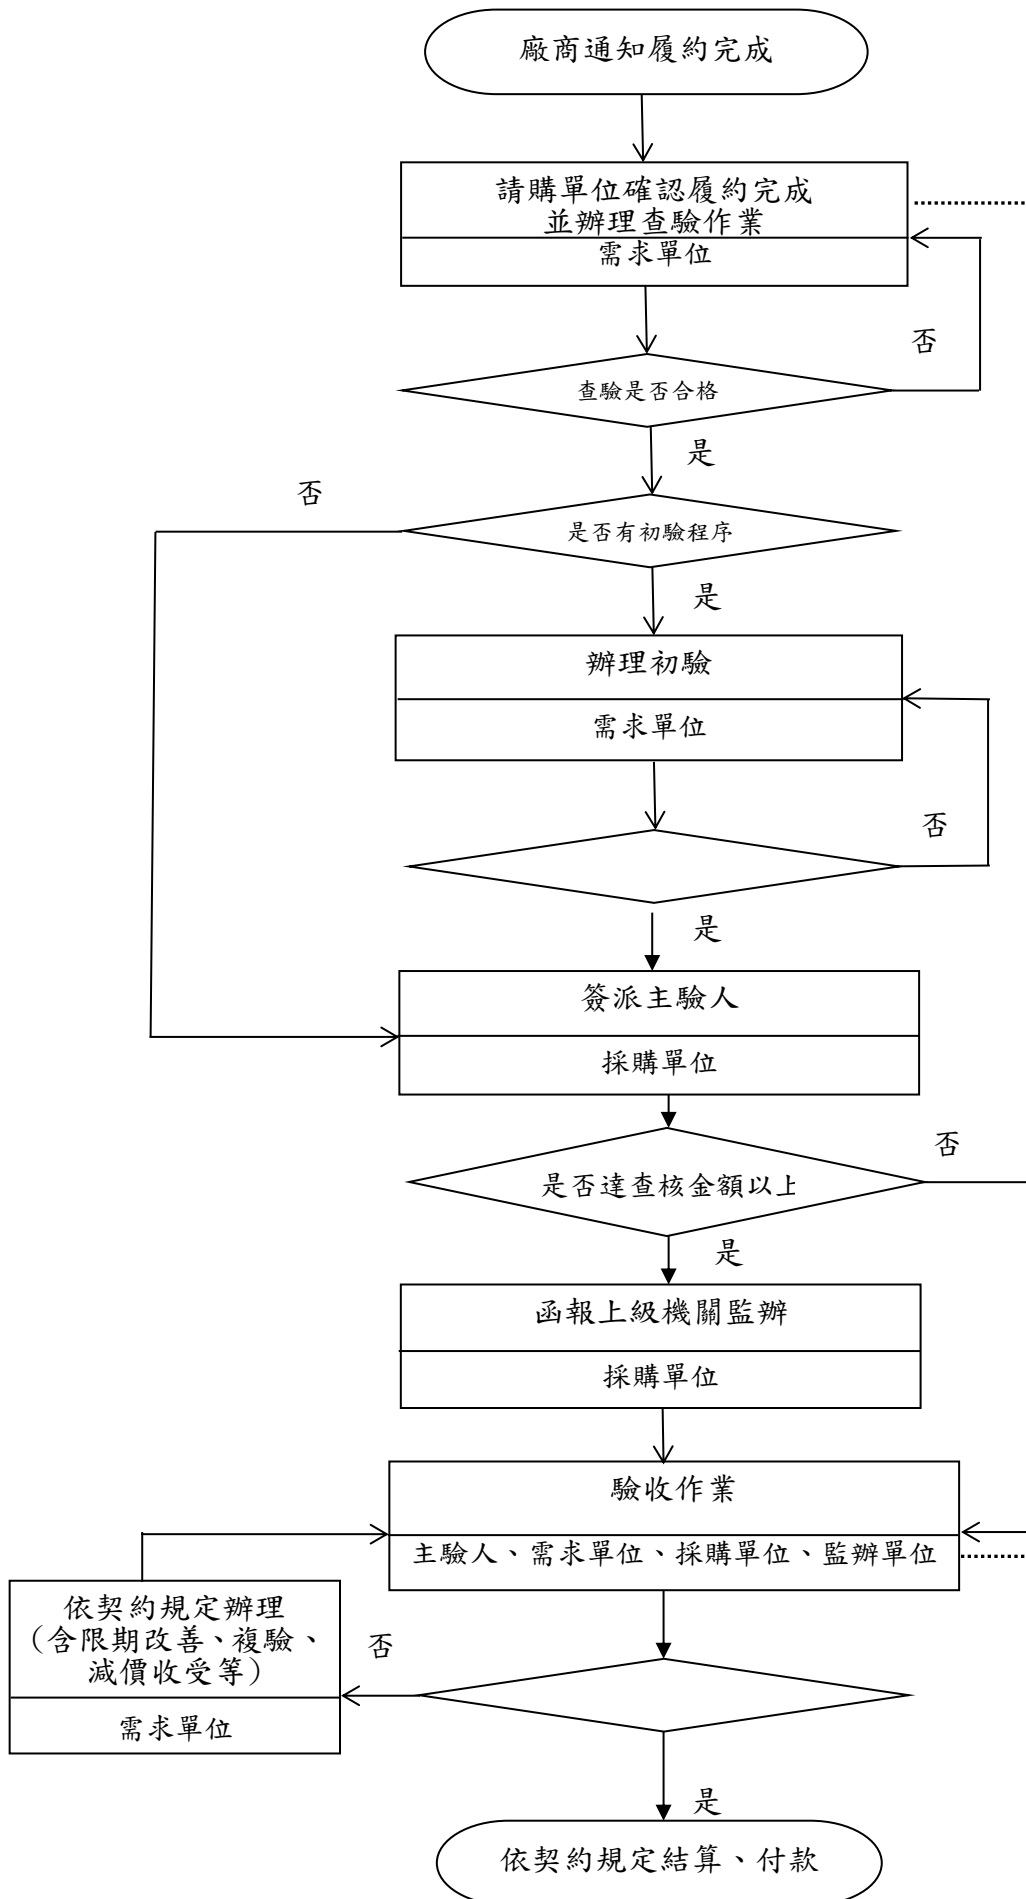 廠商通知履約完成
請購單位確認履約完成
並辦理查驗作業
需求單位
否
查驗是否合格
是
否
是否有初驗程序
是
辦理初驗
需求單位
否
是
簽派主驗人
採購單位
否
是否達查核金額以上
是
函報上級機關監辦
採購單位
驗收作業
主驗人、需求單位、採購單位、監辦單位
依契約規定辦理
（含限期改善、複驗、
減價收受等）
需求單位
否
是
依契約規定結算、付款